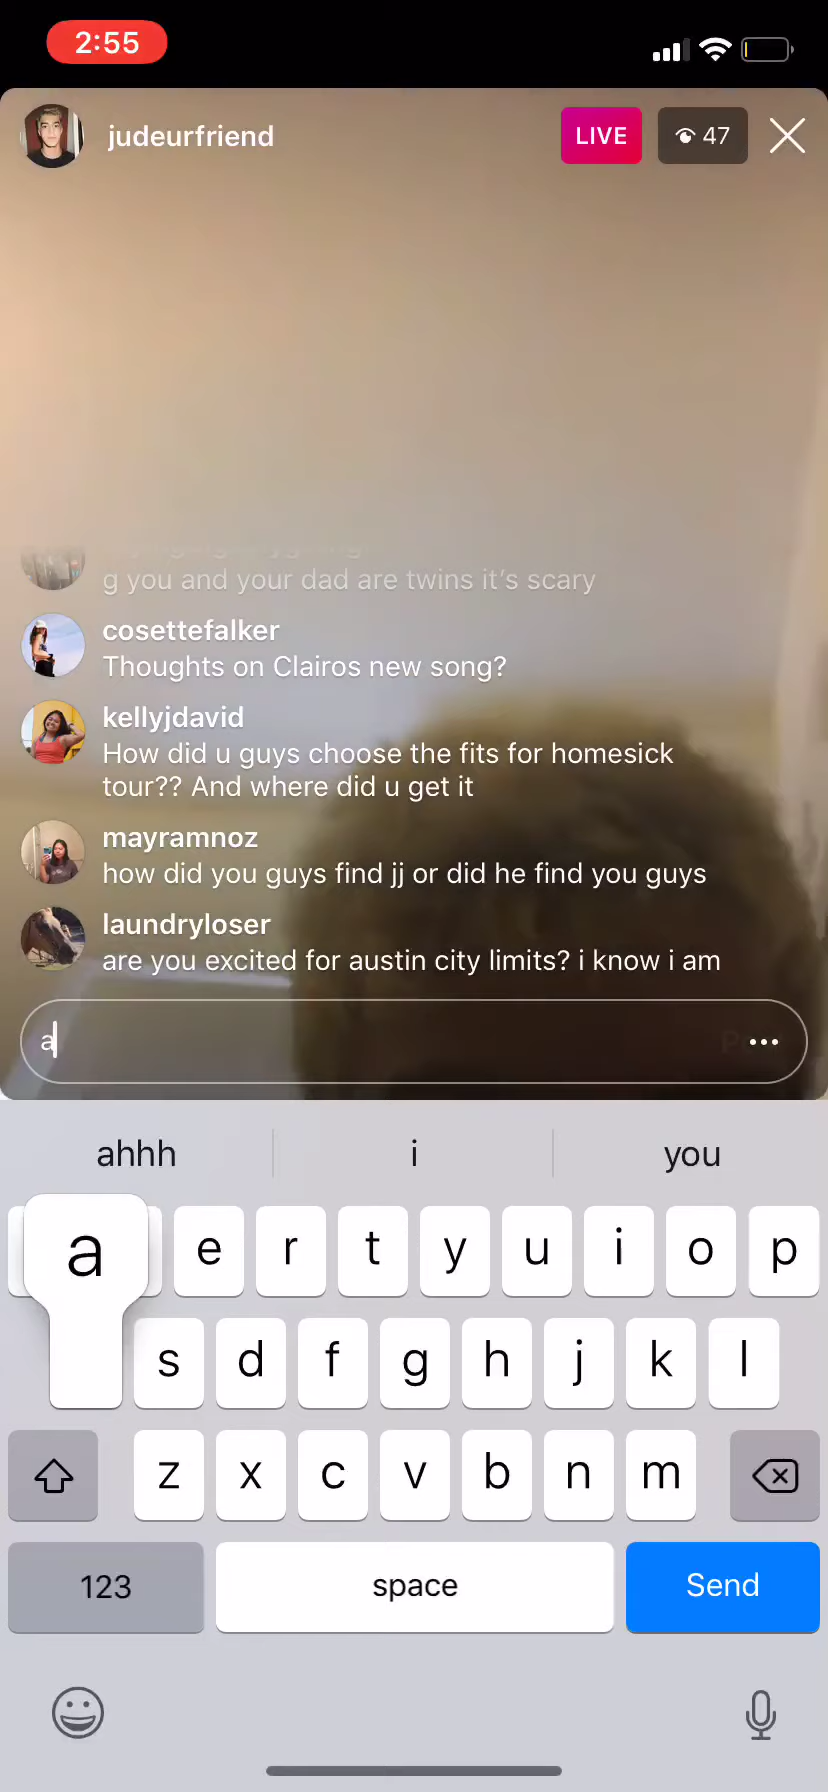 2:55
judeurfriend
LIVE
47
g you and your dad are twins it's scary
cosettefalker
Thoughts on Clairos new song?
kellyjdavid
How did u guys choose the fits for homesick
tour?? And where did u get it
mayramnoz
how did you guys find jj or did he find you guys
laundryloser
are you excited for austin city limits? i know i am
a
ahhh i you
a e r t y u i o p
s d f g h j k l
z x c v b n m
123 space Send